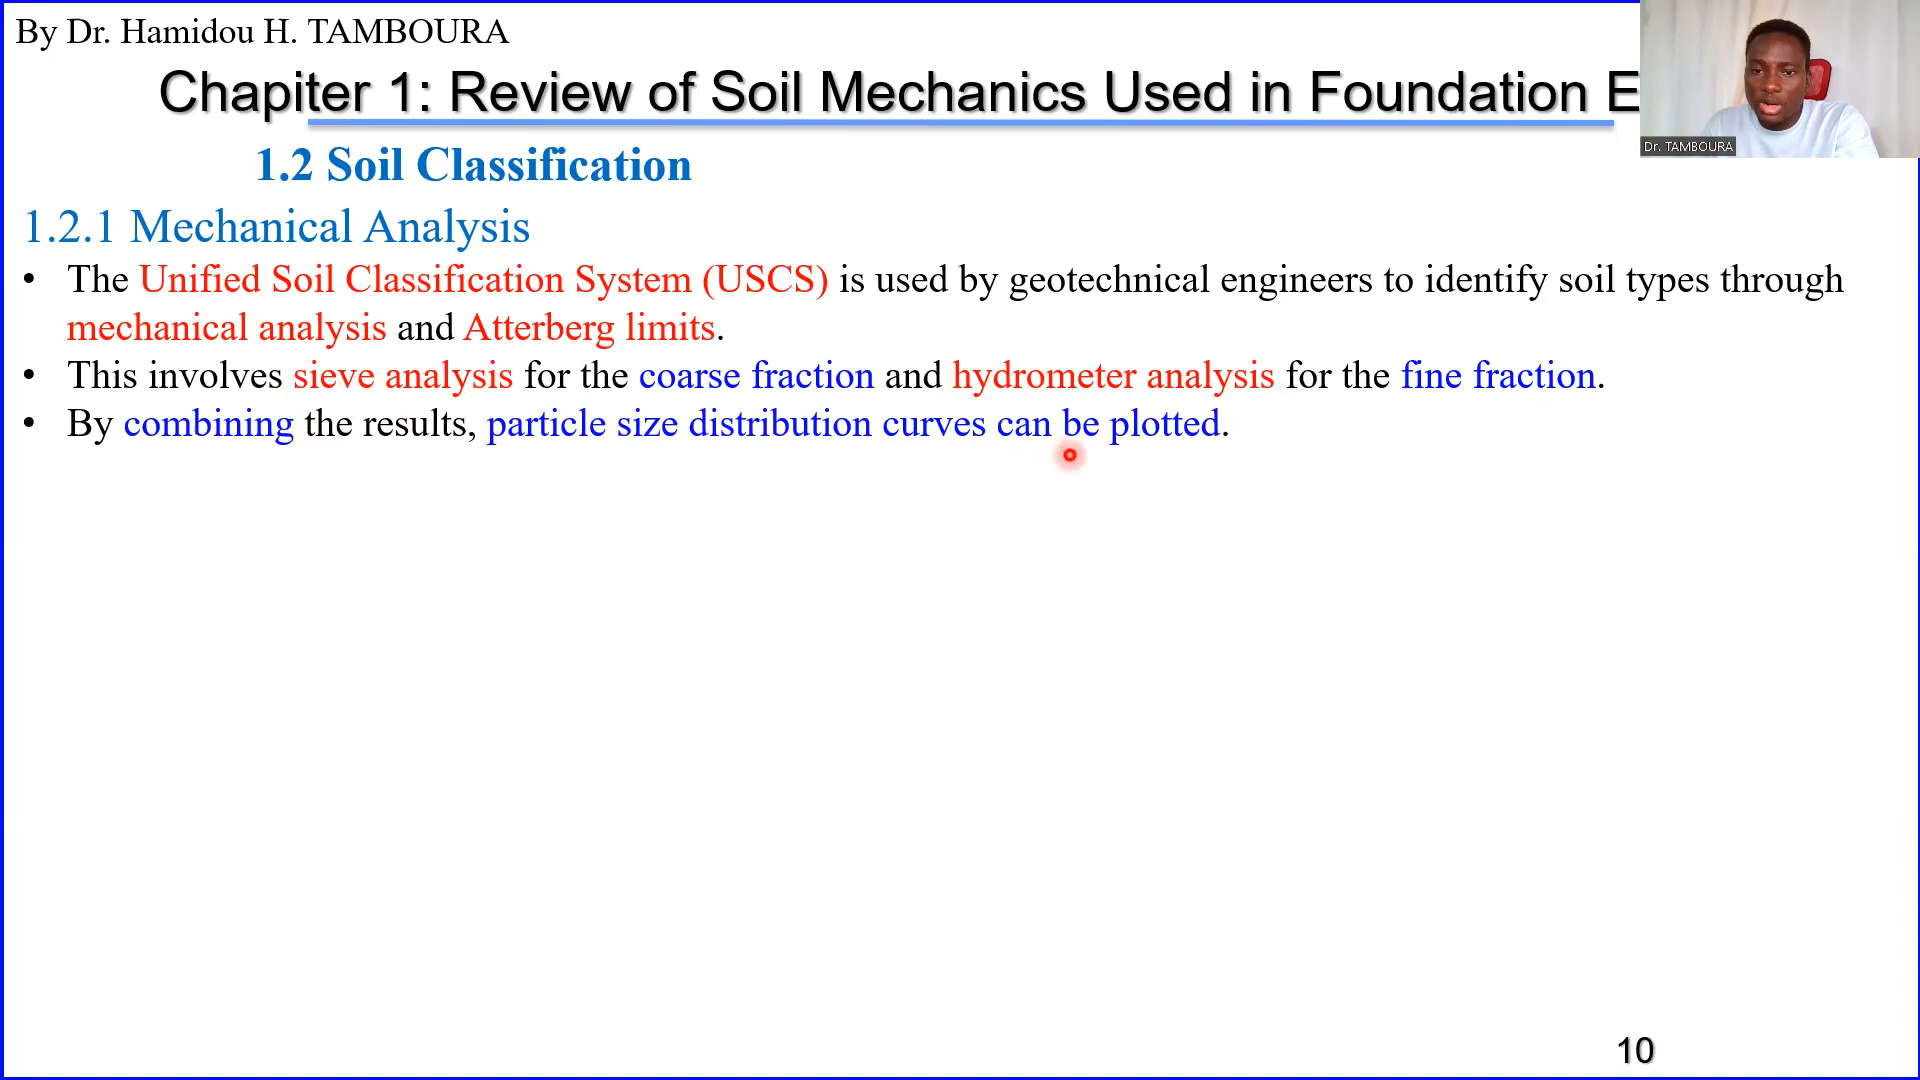 By Dr. Hamidou H. TAMBOURA
Chapiter 1: Review of Soil Mechanics Used in Foundation E
Dr. TAMBOURA
1.2 Soil Classification
1.2.1 Mechanical Analysis
• The Unified Soil Classification System (USCS) is used by geotechnical engineers to identify soil types through
mechanical analysis and Atterberg limits.
• This involves sieve analysis for the coarse fraction and hydrometer analysis for the fine fraction.
• By combining the results, particle size distribution curves can be plotted.
10